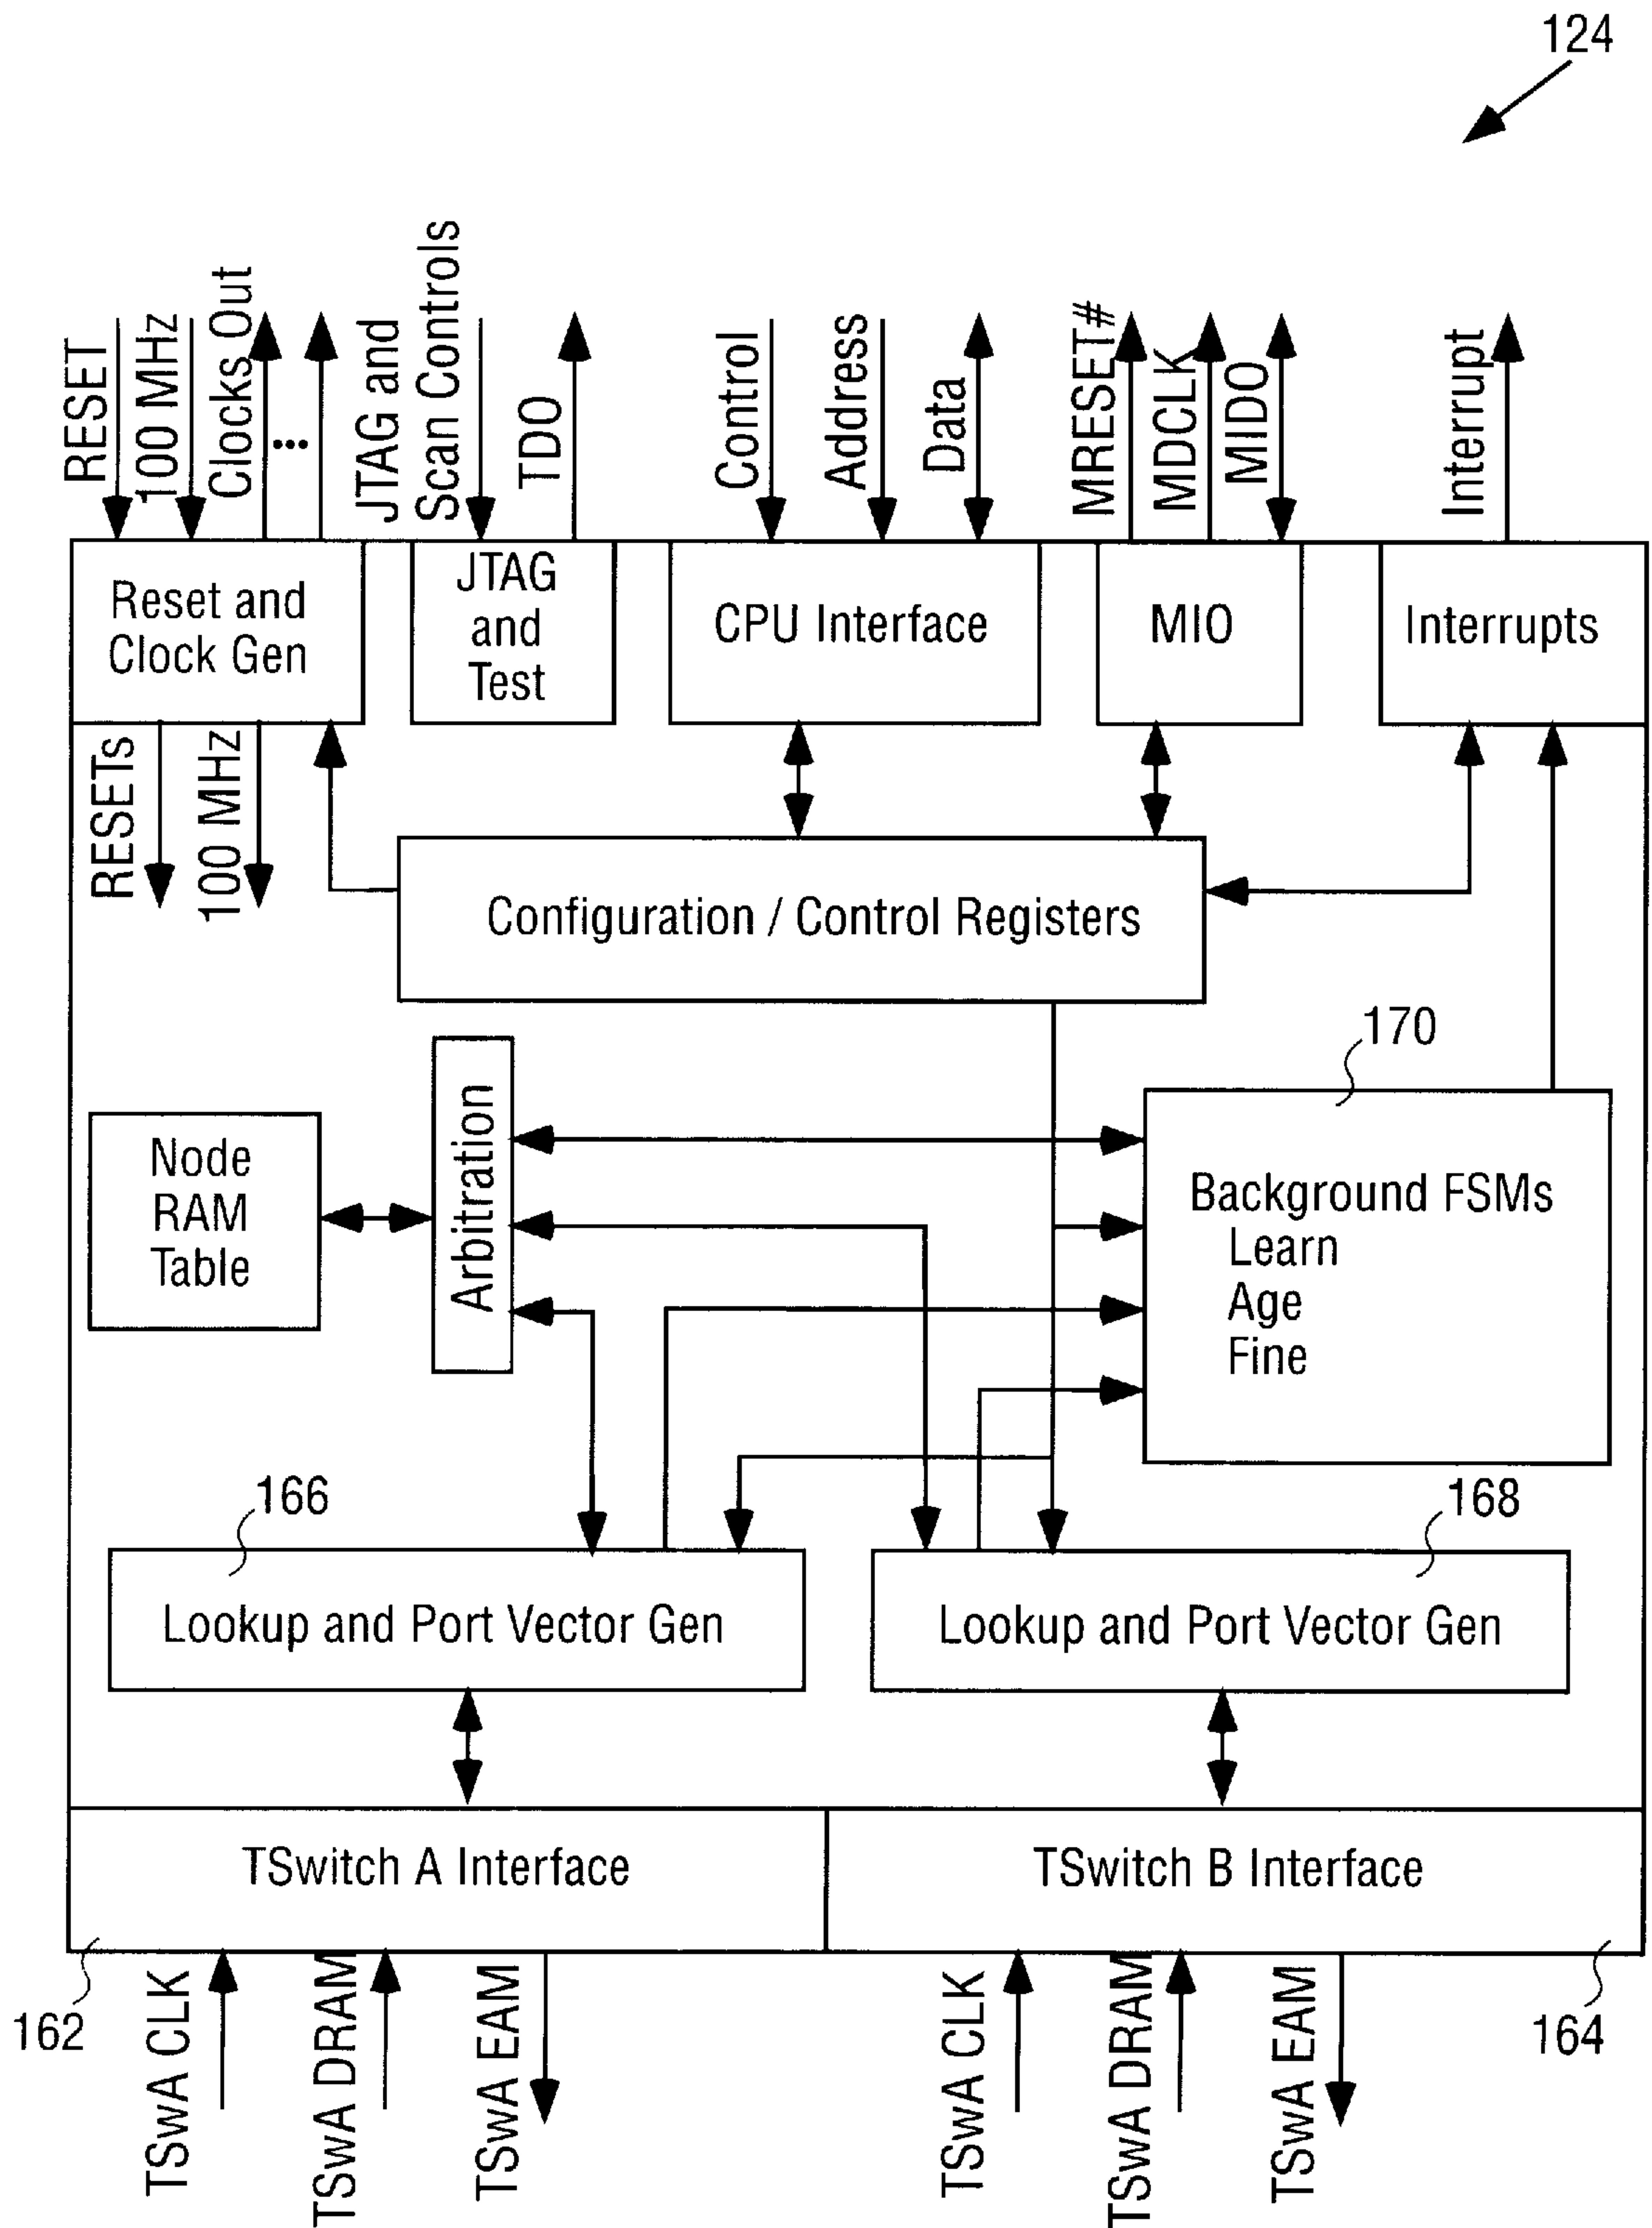 124
RESET
100 MHz
Clocks Out
...
JTAG and
Scan Controls
TDO
Control
Address
Data
MRESET#
MDCLK
MIDO
Interrupt
Reset and
Clock Gen
JTAG
and
Test
CPU Interface
MIO
Interrupts
RESETs
100 MHz
Configuration / Control Registers
170
Node
RAM
Table
Arbitration
Background FSMs
Learn
Age
Fine
166
168
Lookup and Port Vector Gen
Lookup and Port Vector Gen
TSwitch A Interface
TSwitch B Interface
162
TSwA CLK
TSwA DRAM
TSwA EAM
TSwA CLK
TSwA DRAM
TSwA EAM
164